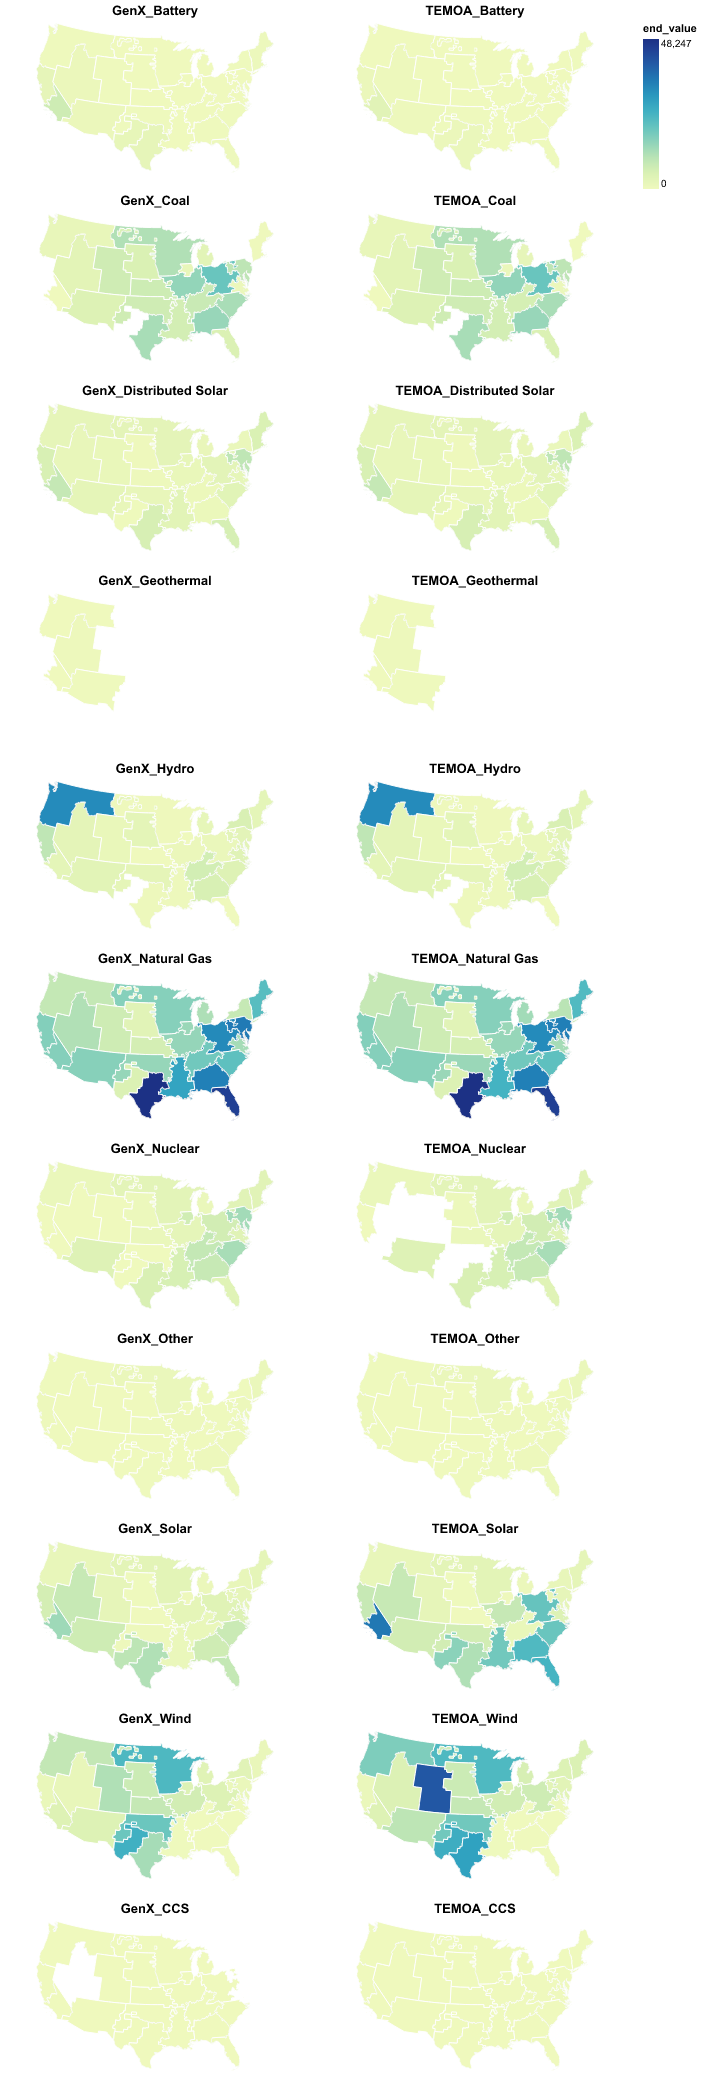 GenX_Battery
TEMOA_Battery
end_value
48,247
0
GenX_Coal
TEMOA_Coal
GenX_Distributed Solar
TEMOA_Distributed Solar
GenX_Geothermal
TEMOA_Geothermal
GenX_Hydro
TEMOA_Hydro
GenX_Natural Gas
TEMOA_Natural Gas
GenX_Nuclear
TEMOA_Nuclear
GenX_Other
TEMOA_Other
GenX_Solar
TEMOA_Solar
GenX_Wind
TEMOA_Wind
GenX_CCS
TEMOA_CCS